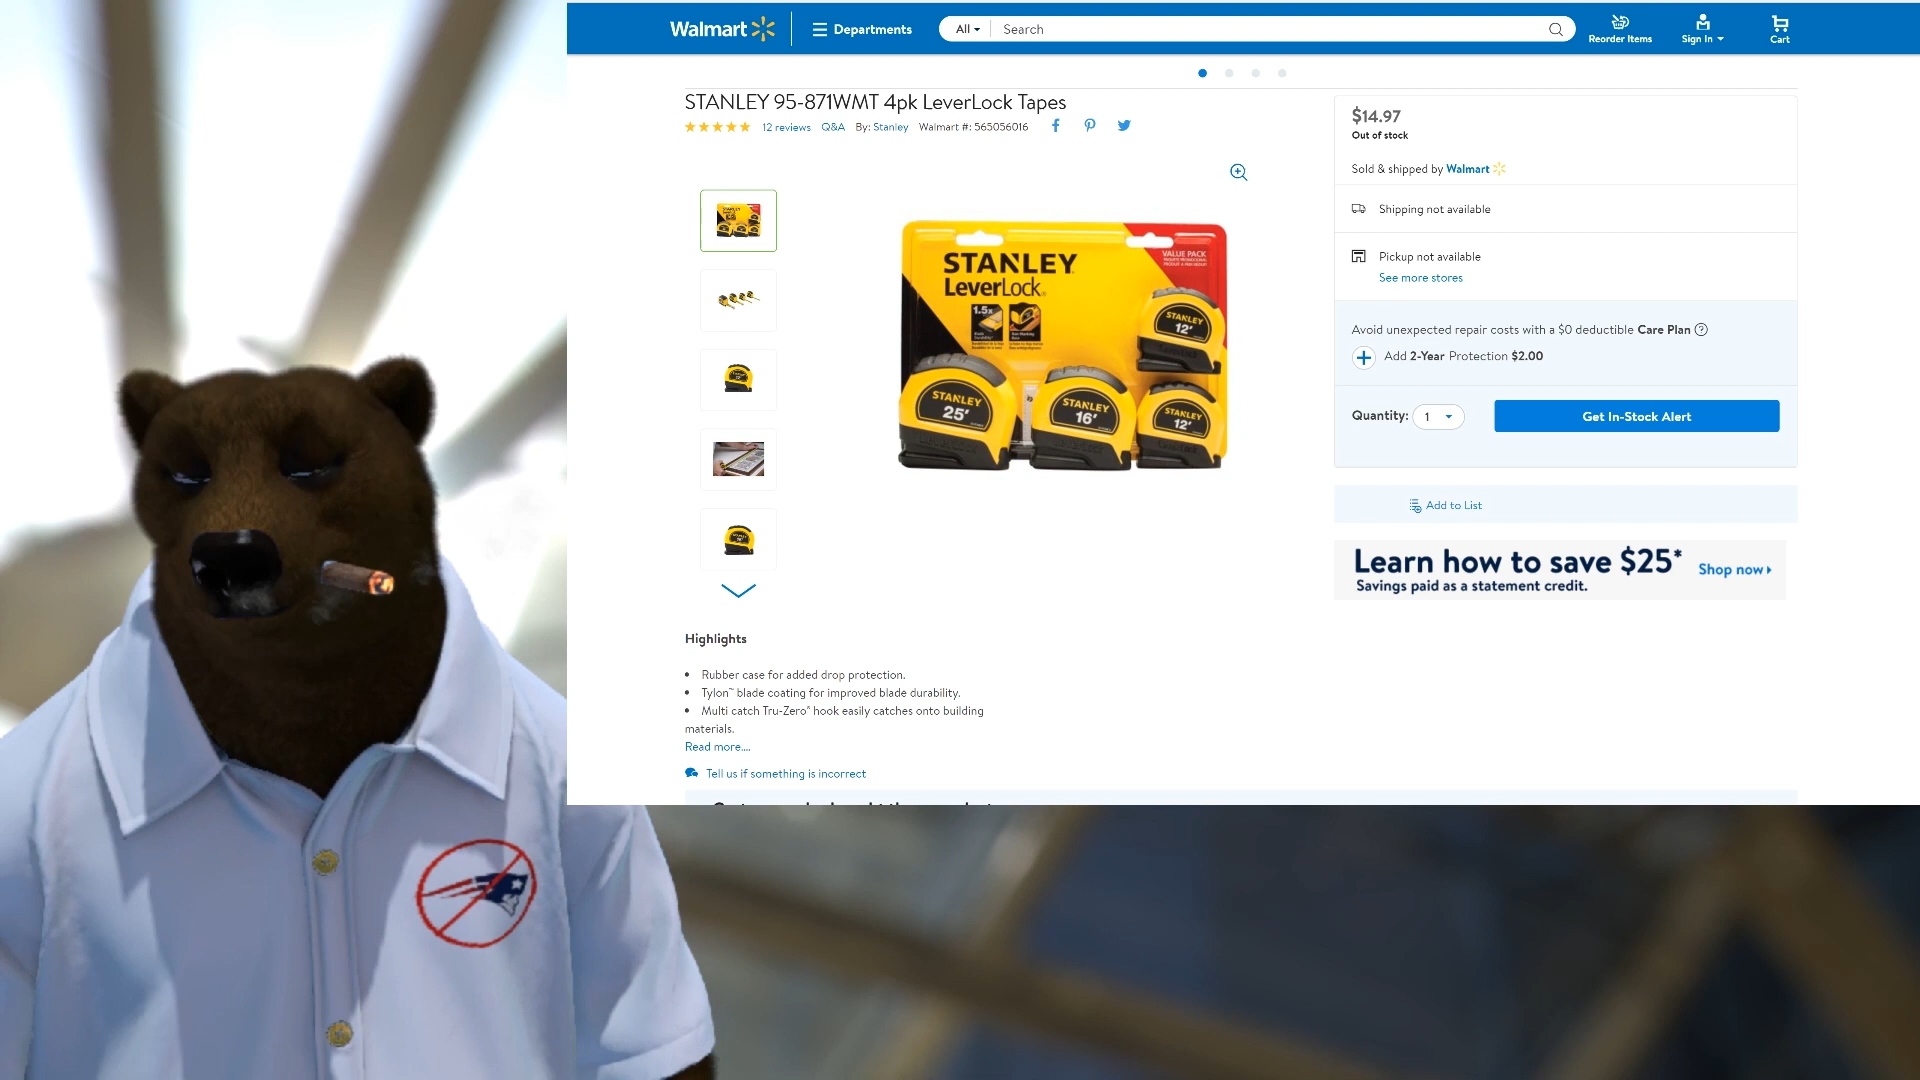 Walmart
Departments
All
Search
Reorder Items
Sign In
Cart
STANLEY 95-871WMT 4pk LeverLock Tapes
12 reviews Q&A By: Stanley Walmart #: 565056016
$14.97
Out of stock
Sold & shipped by Walmart
Shipping not available
Pickup not available
See more stores
Avoid unexpected repair costs with a $0 deductible Care Plan
Add 2-Year Protection $2.00
Quantity: 1
Get In-Stock Alert
Add to List
Learn how to save $25*
Savings paid as a statement credit.
Shop now
STANLEY
LeverLock
VALUE PACK
1.5x
STANLEY
12'
STANLEY
25'
STANLEY
16'
STANLEY
12'
Highlights
• Rubber case for added drop protection.
• Tylon™ blade coating for improved blade durability.
• Multi catch Tru-Zero® hook easily catches onto building
materials.
Read more....
Tell us if something is incorrect